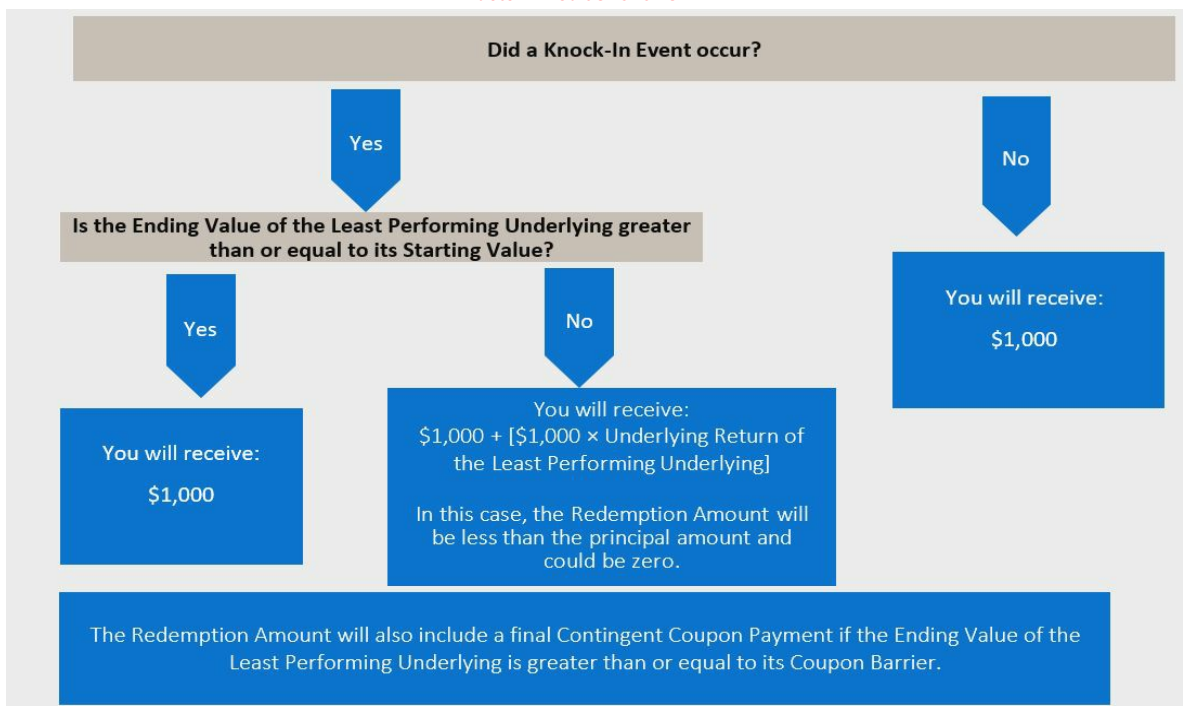 Did a Knock-In Event occur?
Yes
No
Is the Ending Value of the Least Performing Underlying greater
than or equal to its Starting Value?
Yes
No
You will receive:
$1,000
You will receive:
$1,000
You will receive:
$1,000 + [$1,000 × Underlying Return of
the Least Performing Underlying]
In this case, the Redemption Amount will
be less than the principal amount and
could be zero.
The Redemption Amount will also include a final Contingent Coupon Payment if the Ending Value of the
Least Performing Underlying is greater than or equal to its Coupon Barrier.